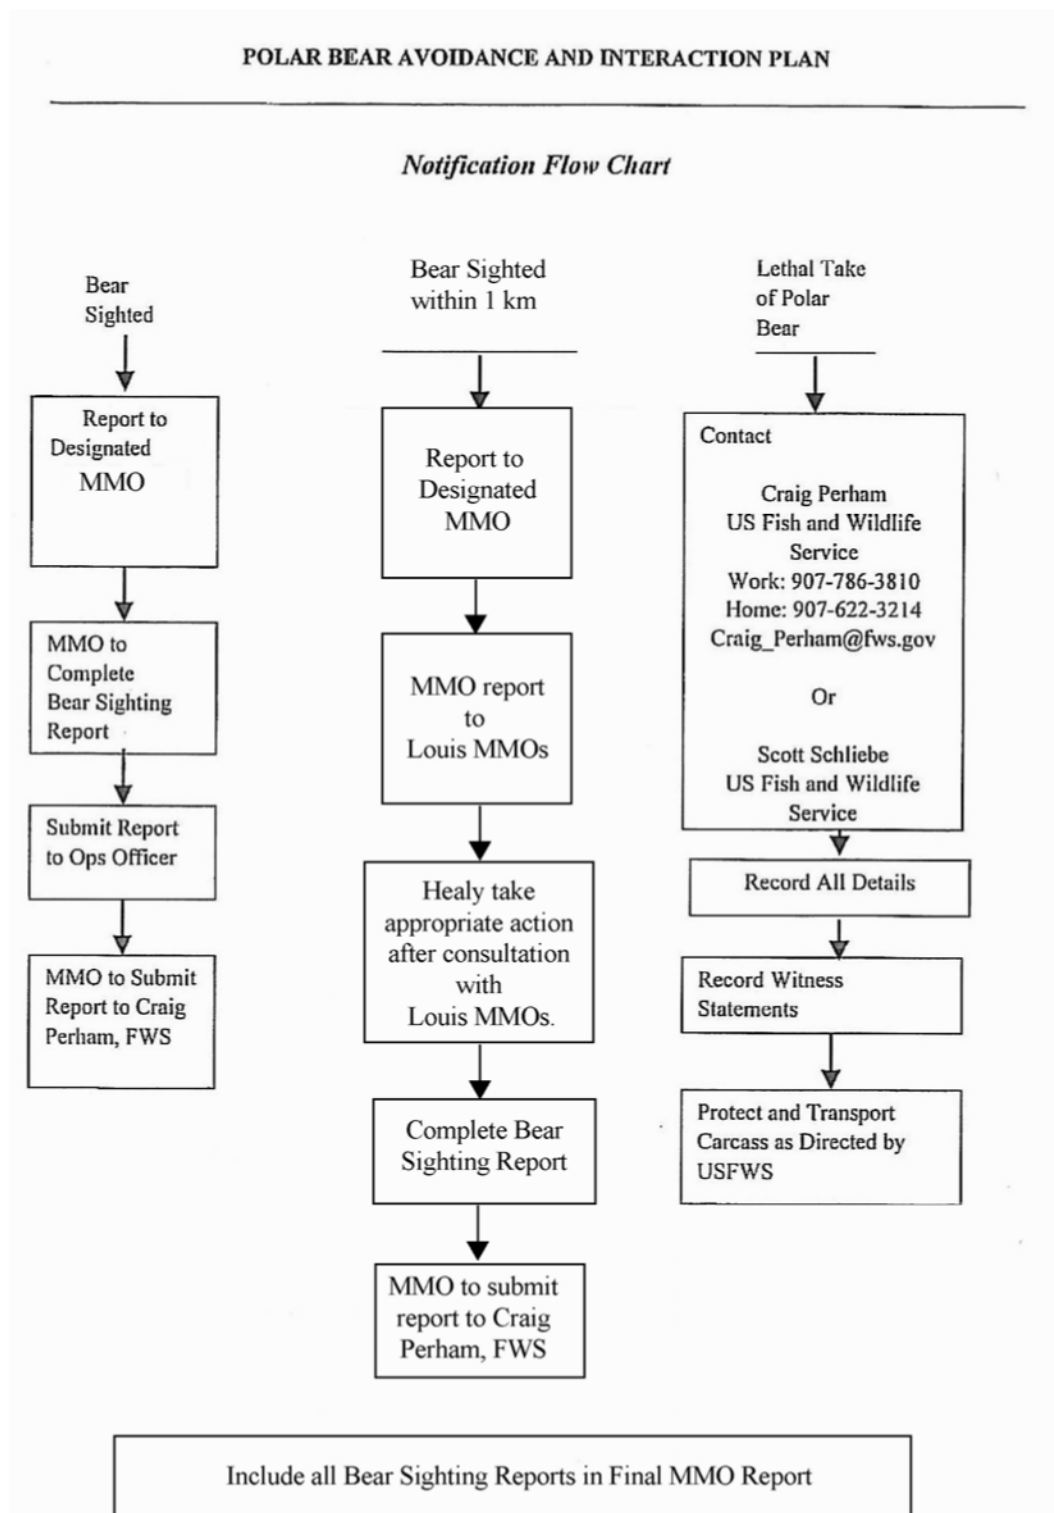 POLAR BEAR AVOIDANCE AND INTERACTION PLAN
Notification Flow Chart
Bear
Sighted
Report to
Designated
MMO
MMO to
Complete
Bear Sighting
Report
Submit Report
to Ops Officer
MMO to Submit
Report to Craig
Perham, FWS
Bear Sighted
within 1 km
Report to
Designated
MMO
MMO report
to
Louis MMOs
Healy take
appropriate action
after consultation
with
Louis MMOs.
Complete Bear
Sighting Report
MMO to submit
report to Craig
Perham, FWS
Lethal Take
of Polar
Bear
Contact
Craig Perham
US Fish and Wildlife
Service
Work: 907-786-3810
Home: 907-622-3214
Craig_Perham@fws.gov
Or
Scott Schliebe
US Fish and Wildlife
Service
Record All Details
Record Witness
Statements
Protect and Transport
Carcass as Directed by
USFWS
Include all Bear Sighting Reports in Final MMO Report